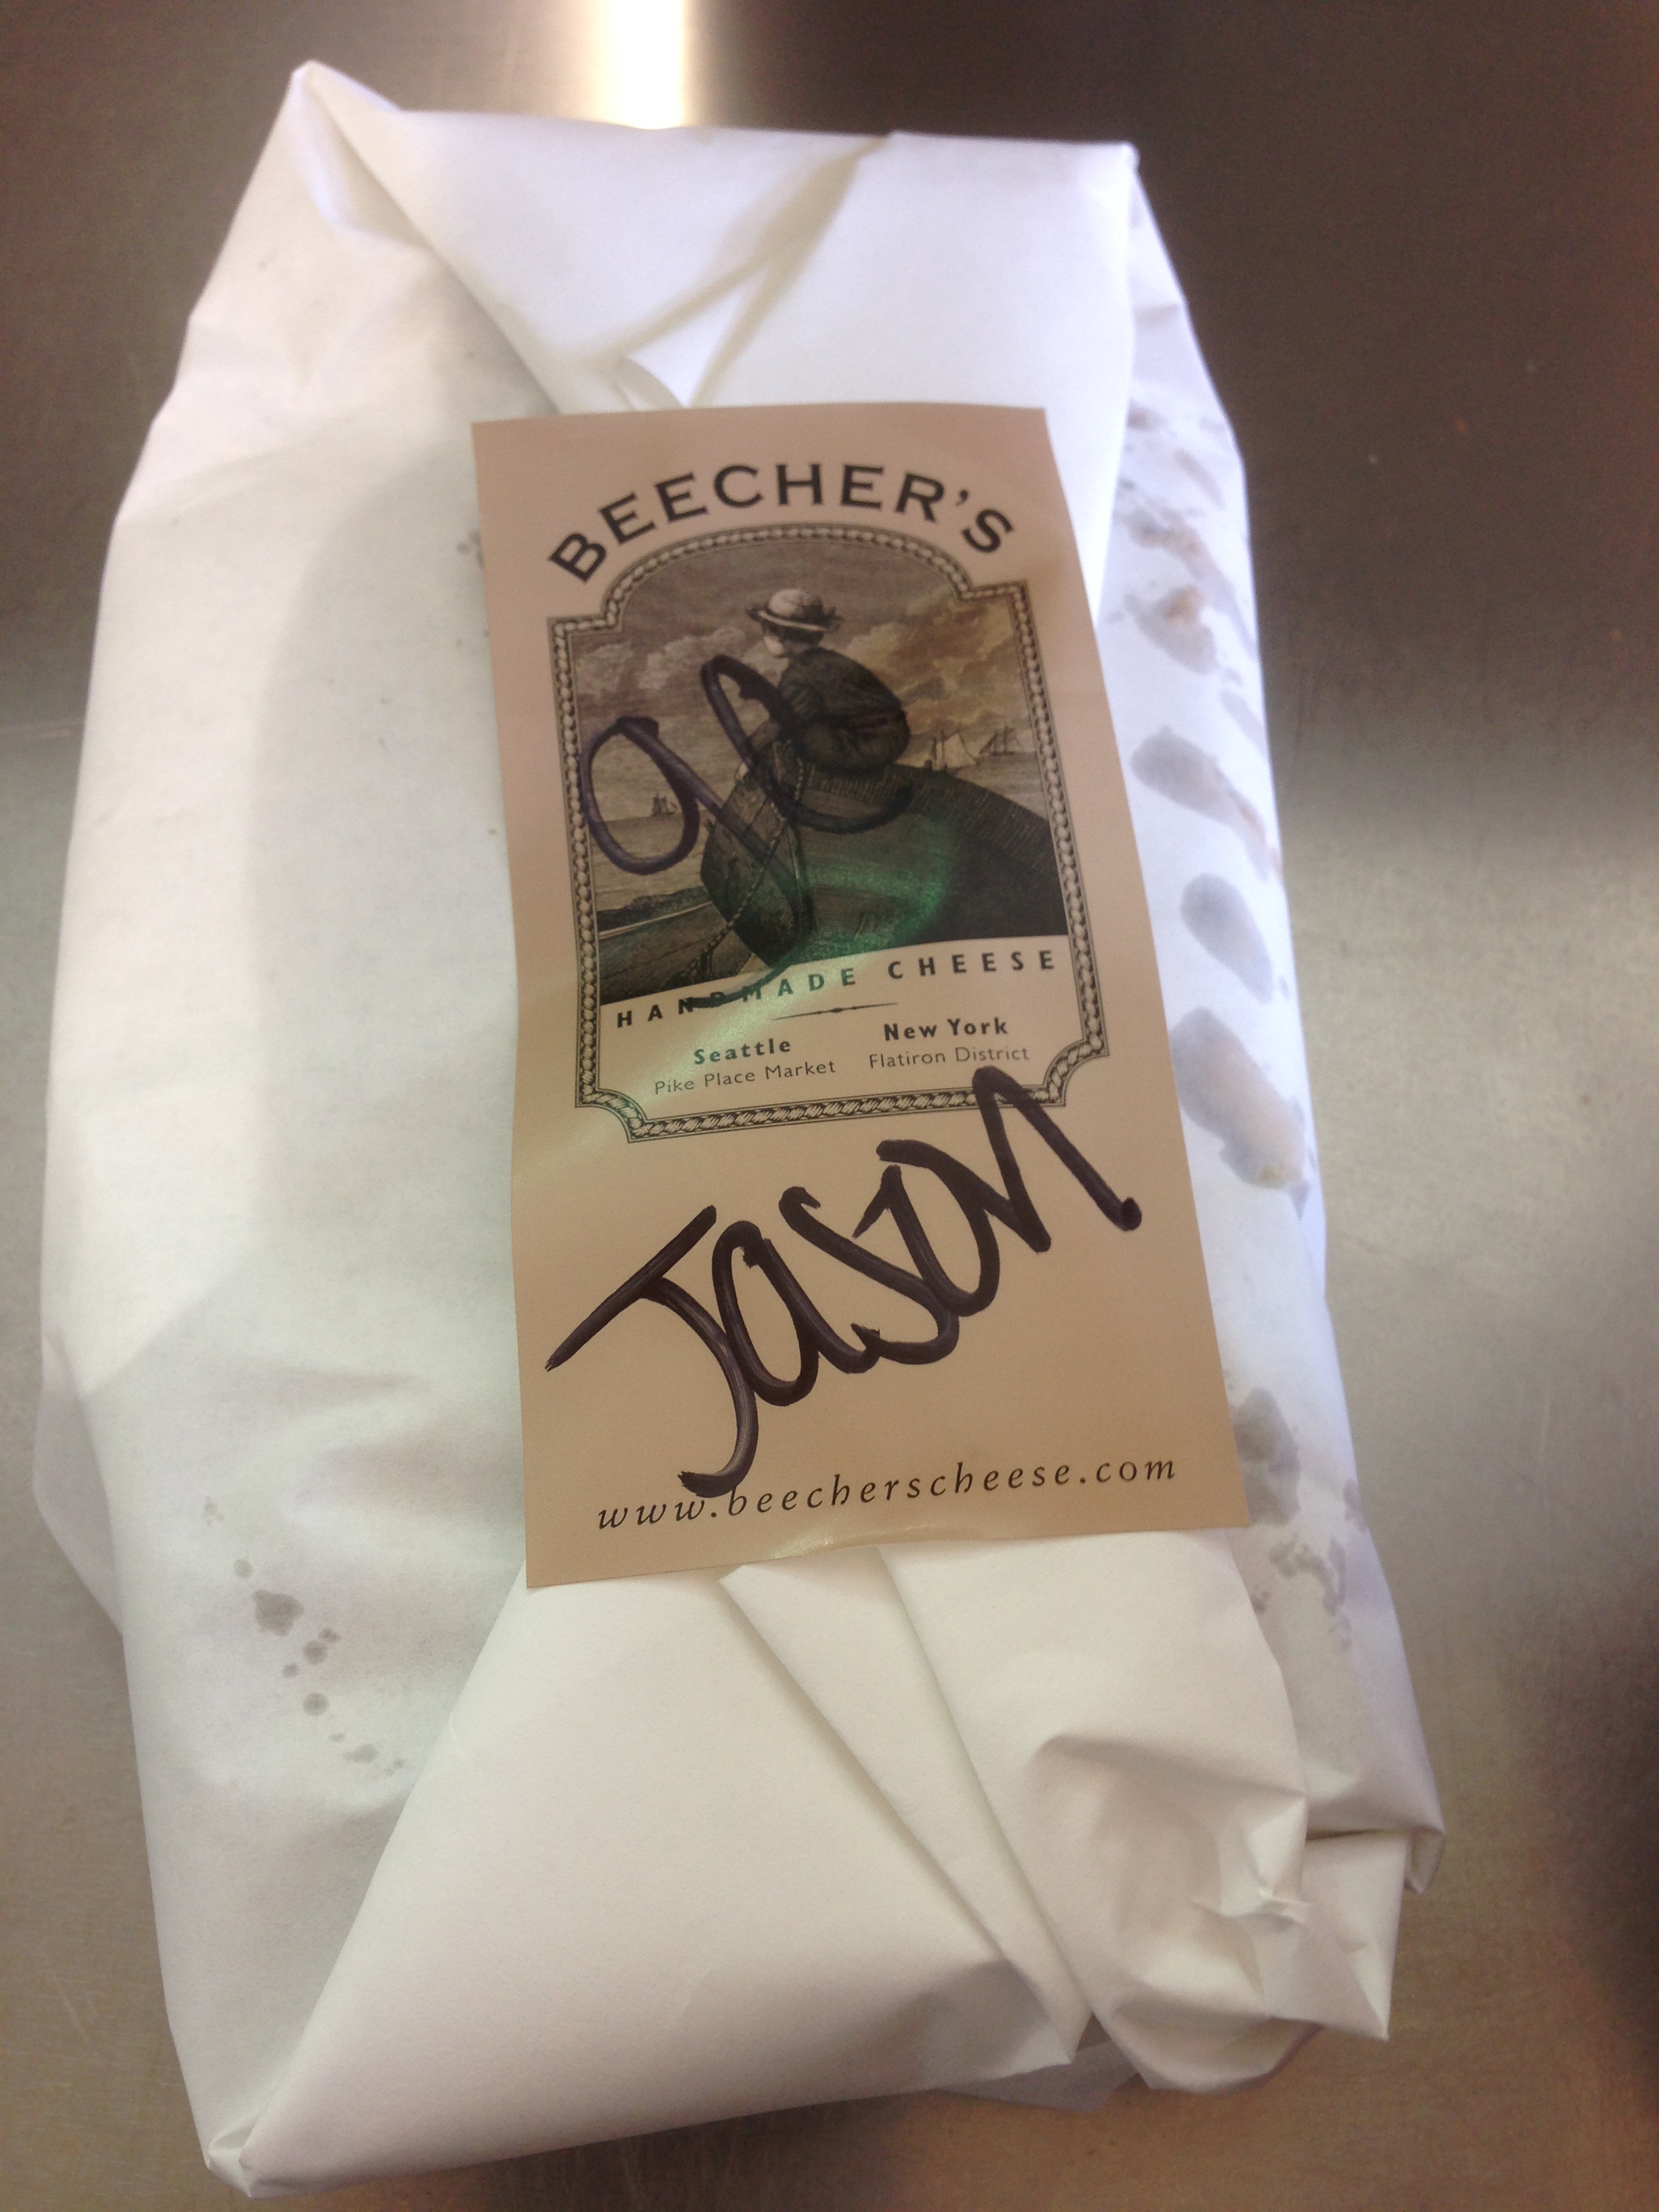 BEECHER'S
HANDMADE CHEESE
Seattle
Pike Place Market
New York
Flatiron District
Jason
www.beecherscheese.com